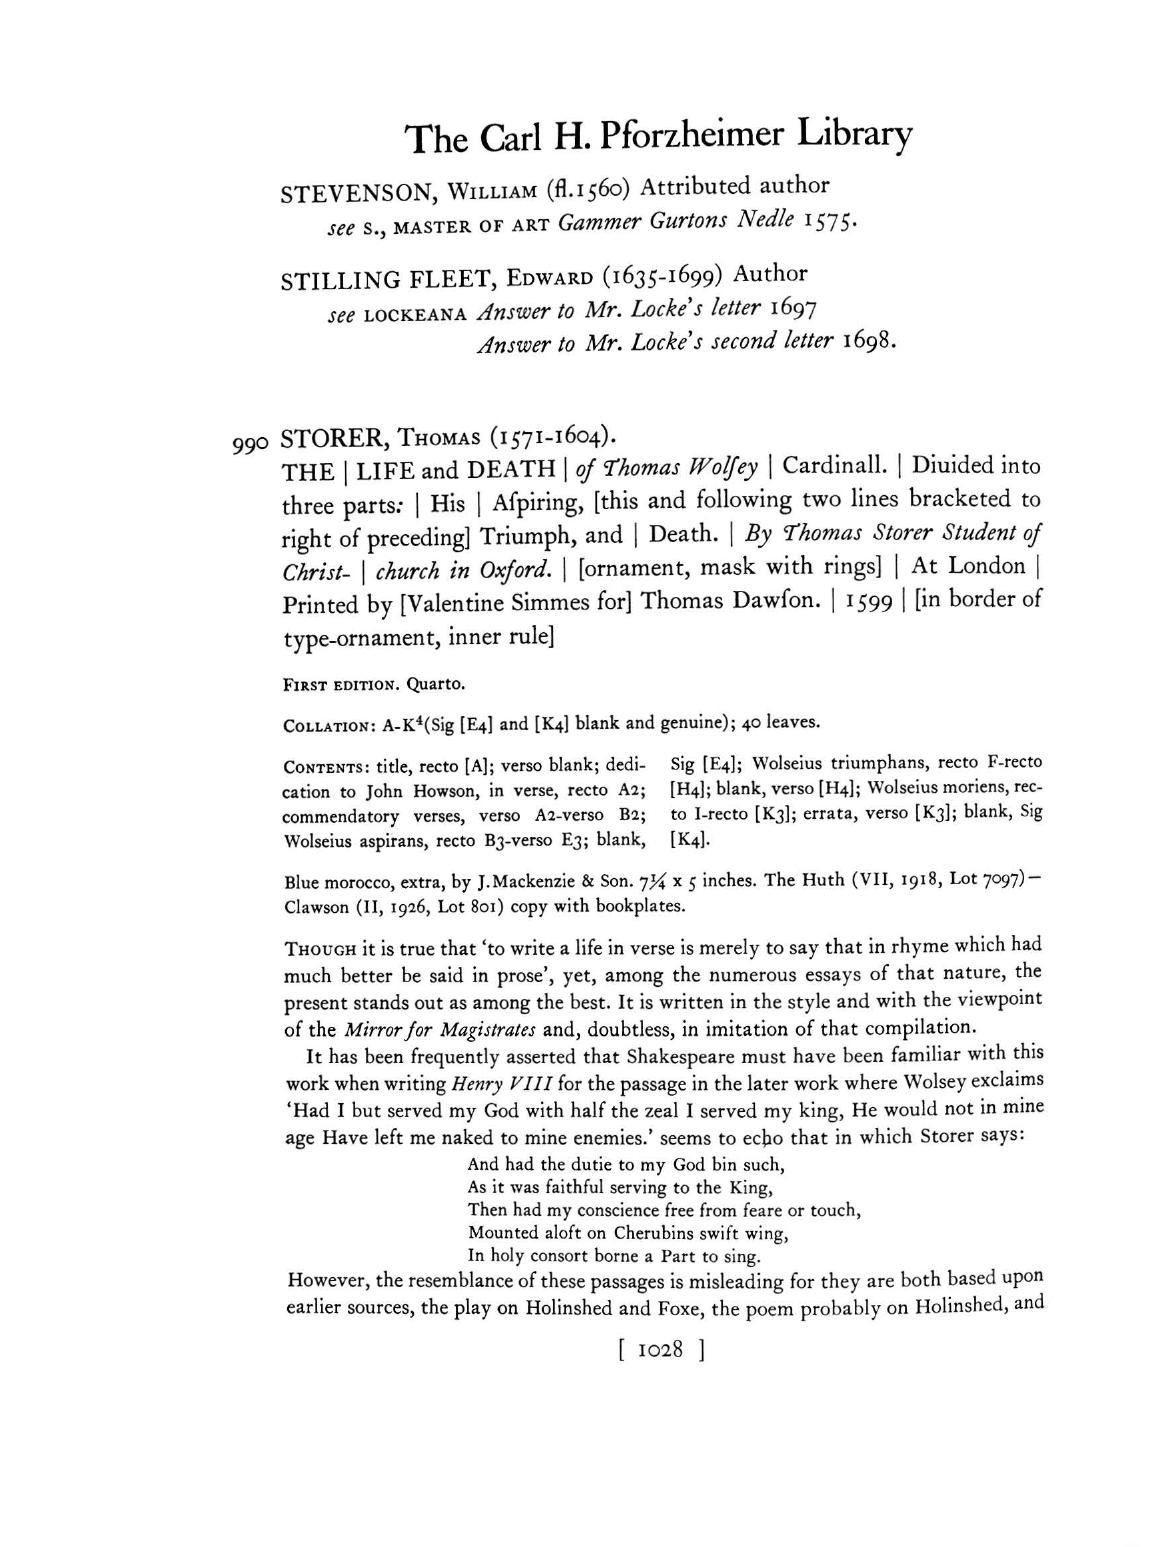 The Carl H. Pforzheimer Library
STEVENSON, WILLIAM (fl.1560) Attributed author
see S., MASTER OF ART Gammer Gurtons Nedle 1575.
STILLING FLEET, EDWARD (1635-1699) Author
see LOCKEANA Answer to Mr. Locke's letter 1697
Answer to Mr. Locke's second letter 1698.
990 STORER, THOMAS (1571-1604).
THE | LIFE and DEATH | of Thomas Wolſey | Cardinall. | Diuided into
three parts: | His | Aſpiring, [this and following two lines bracketed to
right of preceding] Triumph, and | Death. | By Thomas Storer Student of
Christ- | church in Oxford. | [ornament, mask with rings] | At London |
Printed by [Valentine Simmes for] Thomas Dawſon. | 1599 | [in border of
type-ornament, inner rule]
FIRST EDITION. Quarto.
COLLATION: A-K⁴(Sig [E4] and [K4] blank and genuine); 40 leaves.
CONTENTS: title, recto [A]; verso blank; dedi-
cation to John Howson, in verse, recto A2;
commendatory verses, verso A2-verso B2;
Wolseius aspirans, recto B3-verso E3; blank,
Sig [E4]; Wolseius triumphans, recto F-recto
[H4]; blank, verso [H4]; Wolseius moriens, rec-
to I-recto [K3]; errata, verso [K3]; blank, Sig
[K4].
Blue morocco, extra, by J.Mackenzie & Son. 7¼ x 5 inches. The Huth (VII, 1918, Lot 7097)—
Clawson (II, 1926, Lot 801) copy with bookplates.
THOUGH it is true that 'to write a life in verse is merely to say that in rhyme which had
much better be said in prose', yet, among the numerous essays of that nature, the
present stands out as among the best. It is written in the style and with the viewpoint
of the Mirror for Magistrates and, doubtless, in imitation of that compilation.
It has been frequently asserted that Shakespeare must have been familiar with this
work when writing Henry VIII for the passage in the later work where Wolsey exclaims
'Had I but served my God with half the zeal I served my king, He would not in mine
age Have left me naked to mine enemies.' seems to echo that in which Storer says:
And had the dutie to my God bin such,
As it was faithful serving to the King,
Then had my conscience free from feare or touch,
Mounted aloft on Cherubins swift wing,
In holy consort borne a Part to sing.
However, the resemblance of these passages is misleading for they are both based upon
earlier sources, the play on Holinshed and Foxe, the poem probably on Holinshed, and
[ 1028 ]